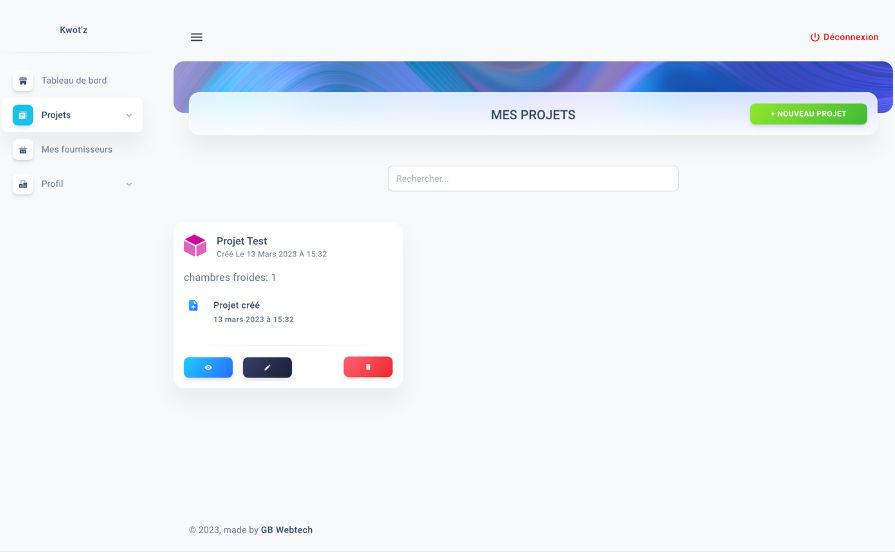 Kwot'z
Déconnexion
Tableau de bord
Projets
Mes fournisseurs
Profil
MES PROJETS
+ NOUVEAU PROJET
Rechercher...
Projet Test
Créé Le 13 Mars 2023 À 15:32
chambres froides: 1
Projet créé
13 mars 2023 à 15:32
© 2023, made by GB Webtech